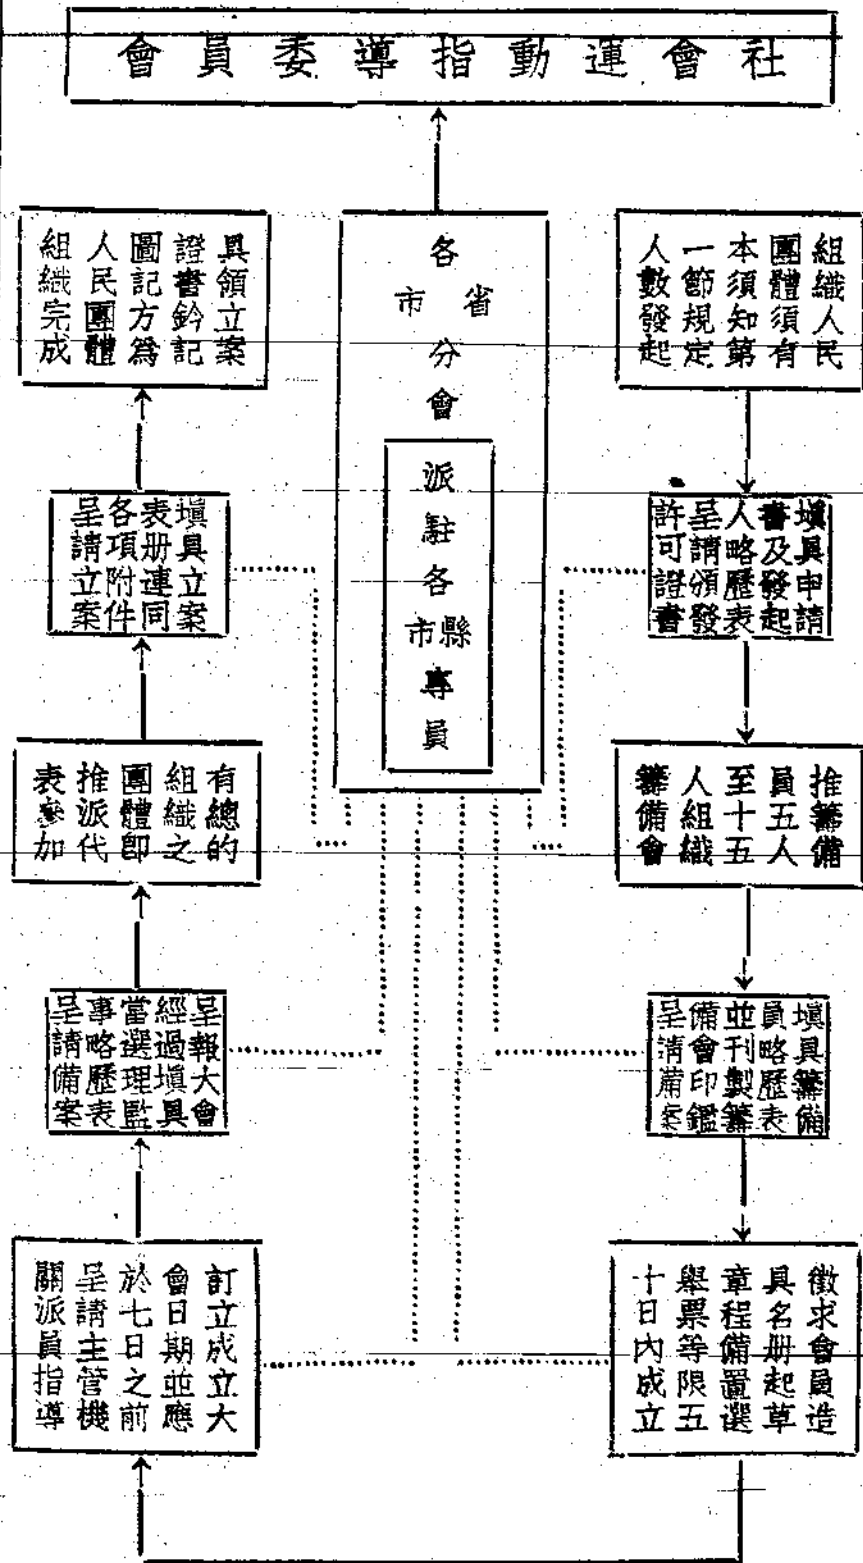 社會運動指導委員會
各省市分會
派駐各縣市專員
組織人民
團體須有
本須知第
一節規定
人數發起
填具申請
書及發起
人略歷表
呈請頒發
許可證書
推籌備
員五人
至十五
人組織
籌備會
填具籌備
員略歷表
並刊製籌
備會印鑑
呈請備案
徵求會員造
具名册起草
章程備置選
舉票等限五
十日內成立
訂立成立大
會日期並應
於七日之前
呈請主管機
關派員指導
呈報大會
經過填具
當選理監
事略歷表
呈請備案
有總的
組織之
團體卽
推派代
表參加
填具立案
表册連同
各項附件
呈請立案
具領立案
證書鈐記
圖記方爲
人民團體
組織完成